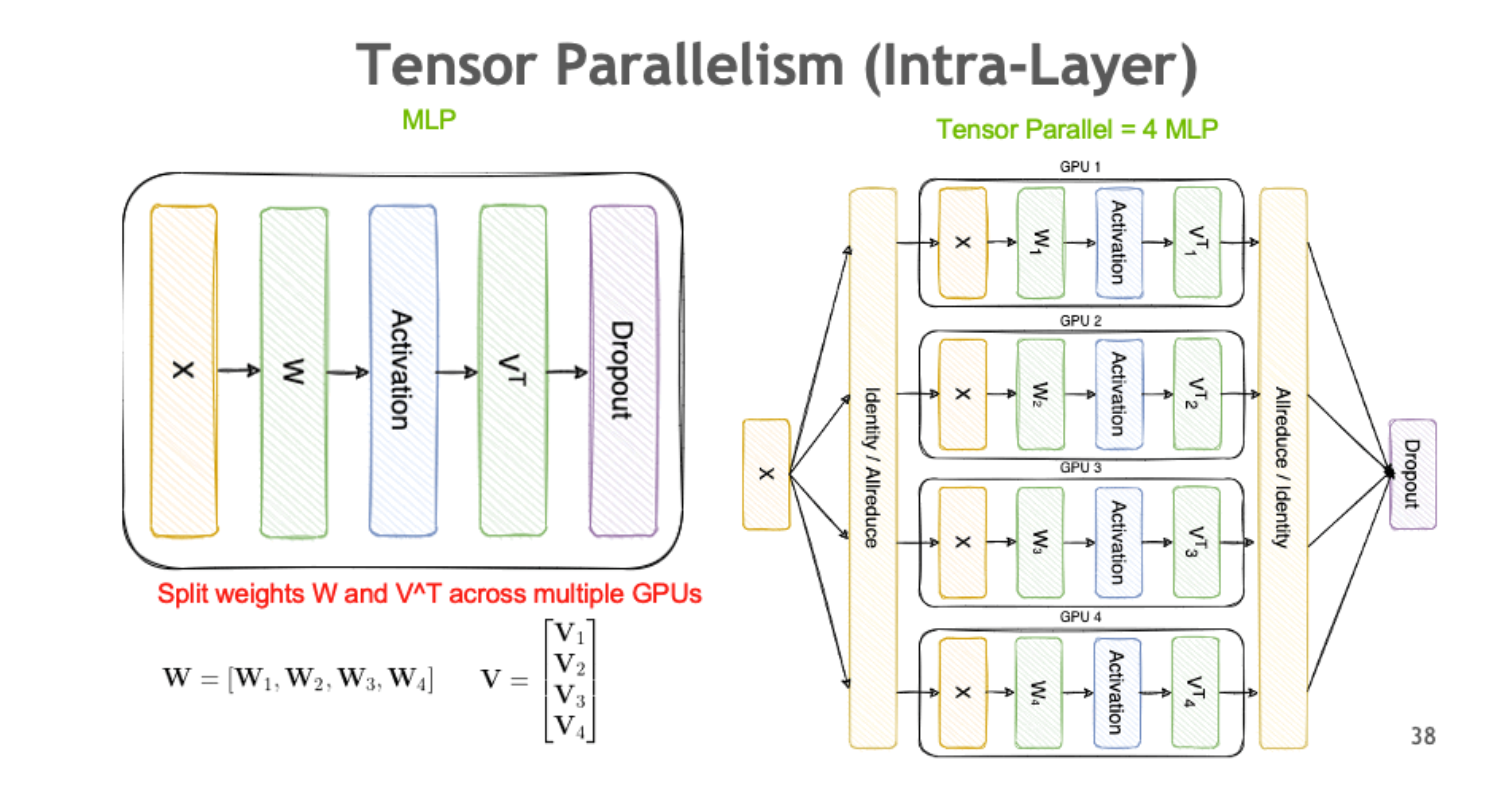 Tensor Parallelism (Intra-Layer)
MLP
X
W
Activation
V^T
Dropout
Split weights W and V^T across multiple GPUs
W = [W₁, W₂, W₃, W₄]
V = [V₁
V₂
V₃
V₄]
Tensor Parallel = 4 MLP
X
Identity / Allreduce
GPU 1
X
W₁
Activation
V^T₁
GPU 2
X
W₂
Activation
V^T₂
GPU 3
X
W₃
Activation
V^T₃
GPU 4
X
W₄
Activation
V^T₄
Allreduce / Identity
Dropout
38